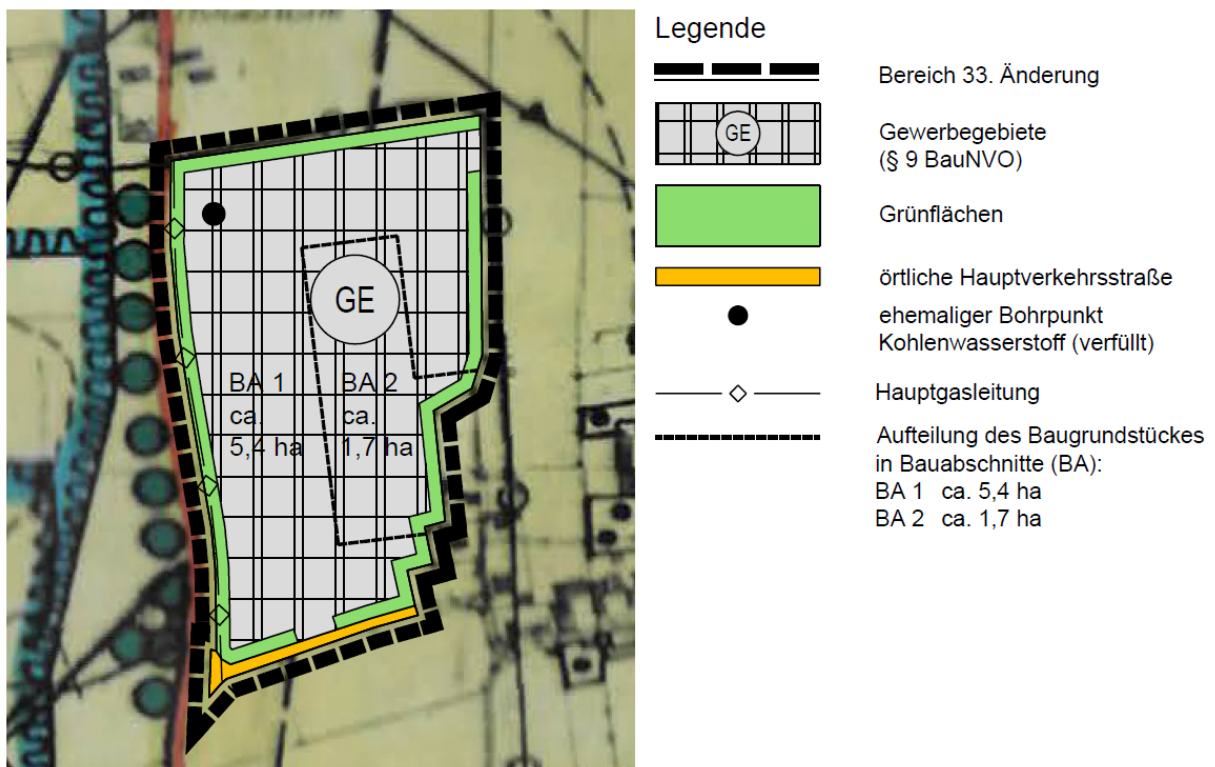 GE
BA 1
ca.
5,4 ha
BA 2
ca.
1,7 ha
Legende
Bereich 33. Änderung
GE
Gewerbegebiete
(§ 9 BauNVO)
Grünflächen
örtliche Hauptverkehrsstraße
ehemaliger Bohrpunkt
Kohlenwasserstoff (verfüllt)
Hauptgasleitung
Aufteilung des Baugrundstückes
in Bauabschnitte (BA):
BA 1 ca. 5,4 ha
BA 2 ca. 1,7 ha